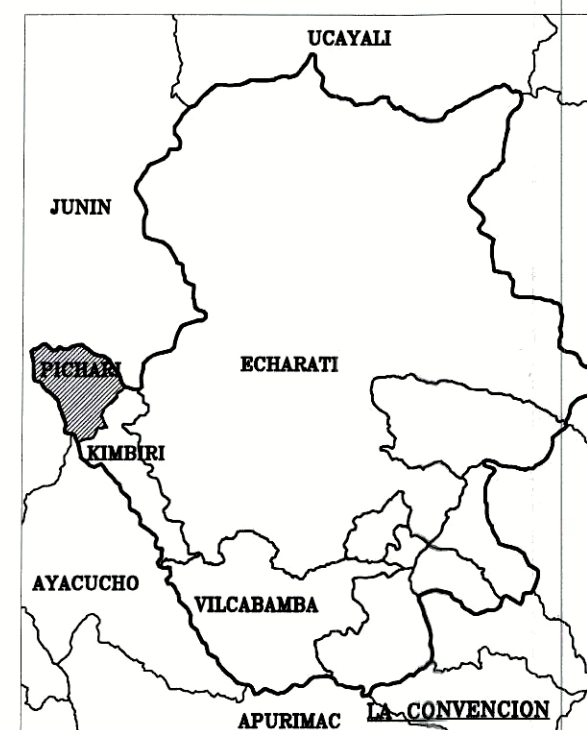 UCAYALI
JUNIN
PICHARI
ECHARATI
KIMBIRI
AYACUCHO
VILCABAMBA
LA CONVENCION
APURIMAC